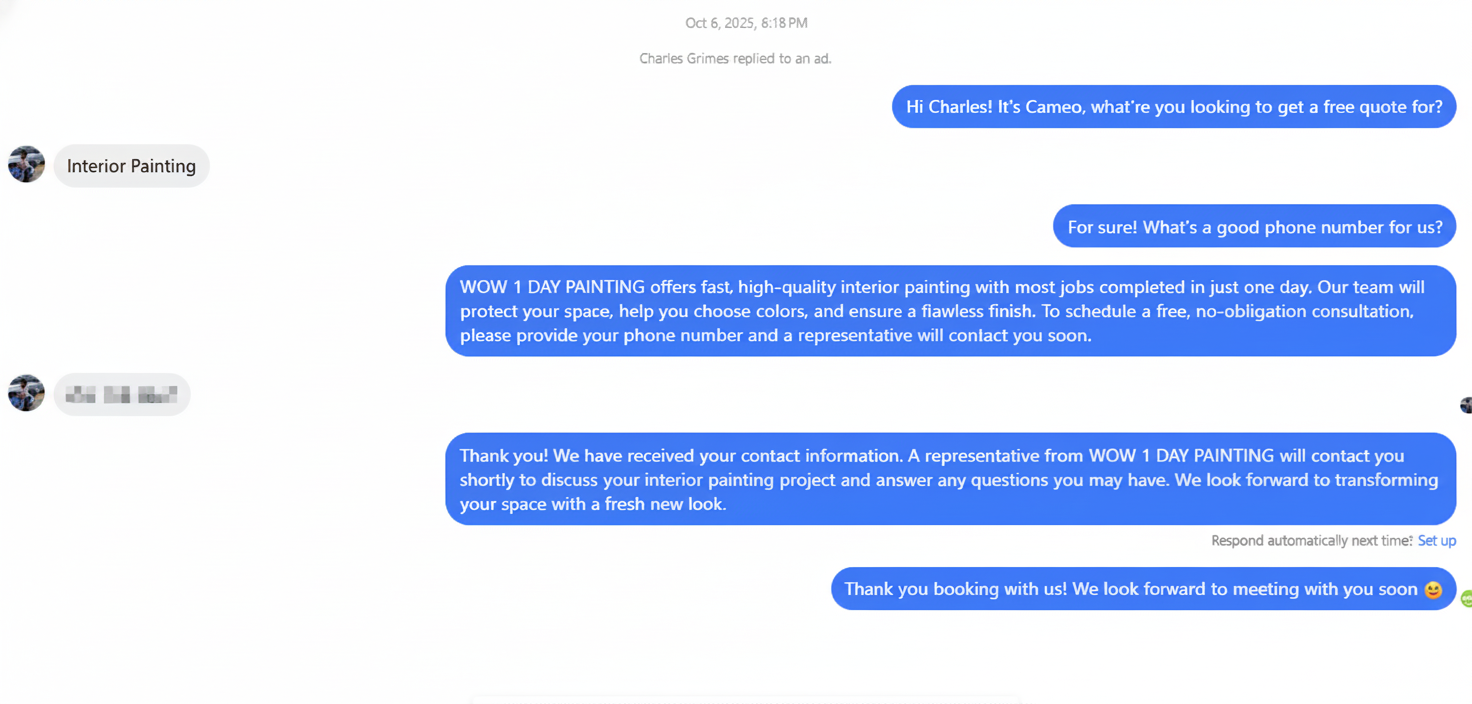 Oct 6, 2025, 6:18 PM
Charles Grimes replied to an ad.
Hi Charles! It's Cameo, what're you looking to get a free quote for?
Interior Painting
For sure! What's a good phone number for us?
WOW 1 DAY PAINTING offers fast, high-quality interior painting with most jobs completed in just one day. Our team will
protect your space, help you choose colors, and ensure a flawless finish. To schedule a free, no-obligation consultation,
please provide your phone number and a representative will contact you soon.
Thank you! We have received your contact information. A representative from WOW 1 DAY PAINTING will contact you
shortly to discuss your interior painting project and answer any questions you may have. We look forward to transforming
your space with a fresh new look.
Respond automatically next time? Set up
Thank you booking with us! We look forward to meeting with you soon 😉